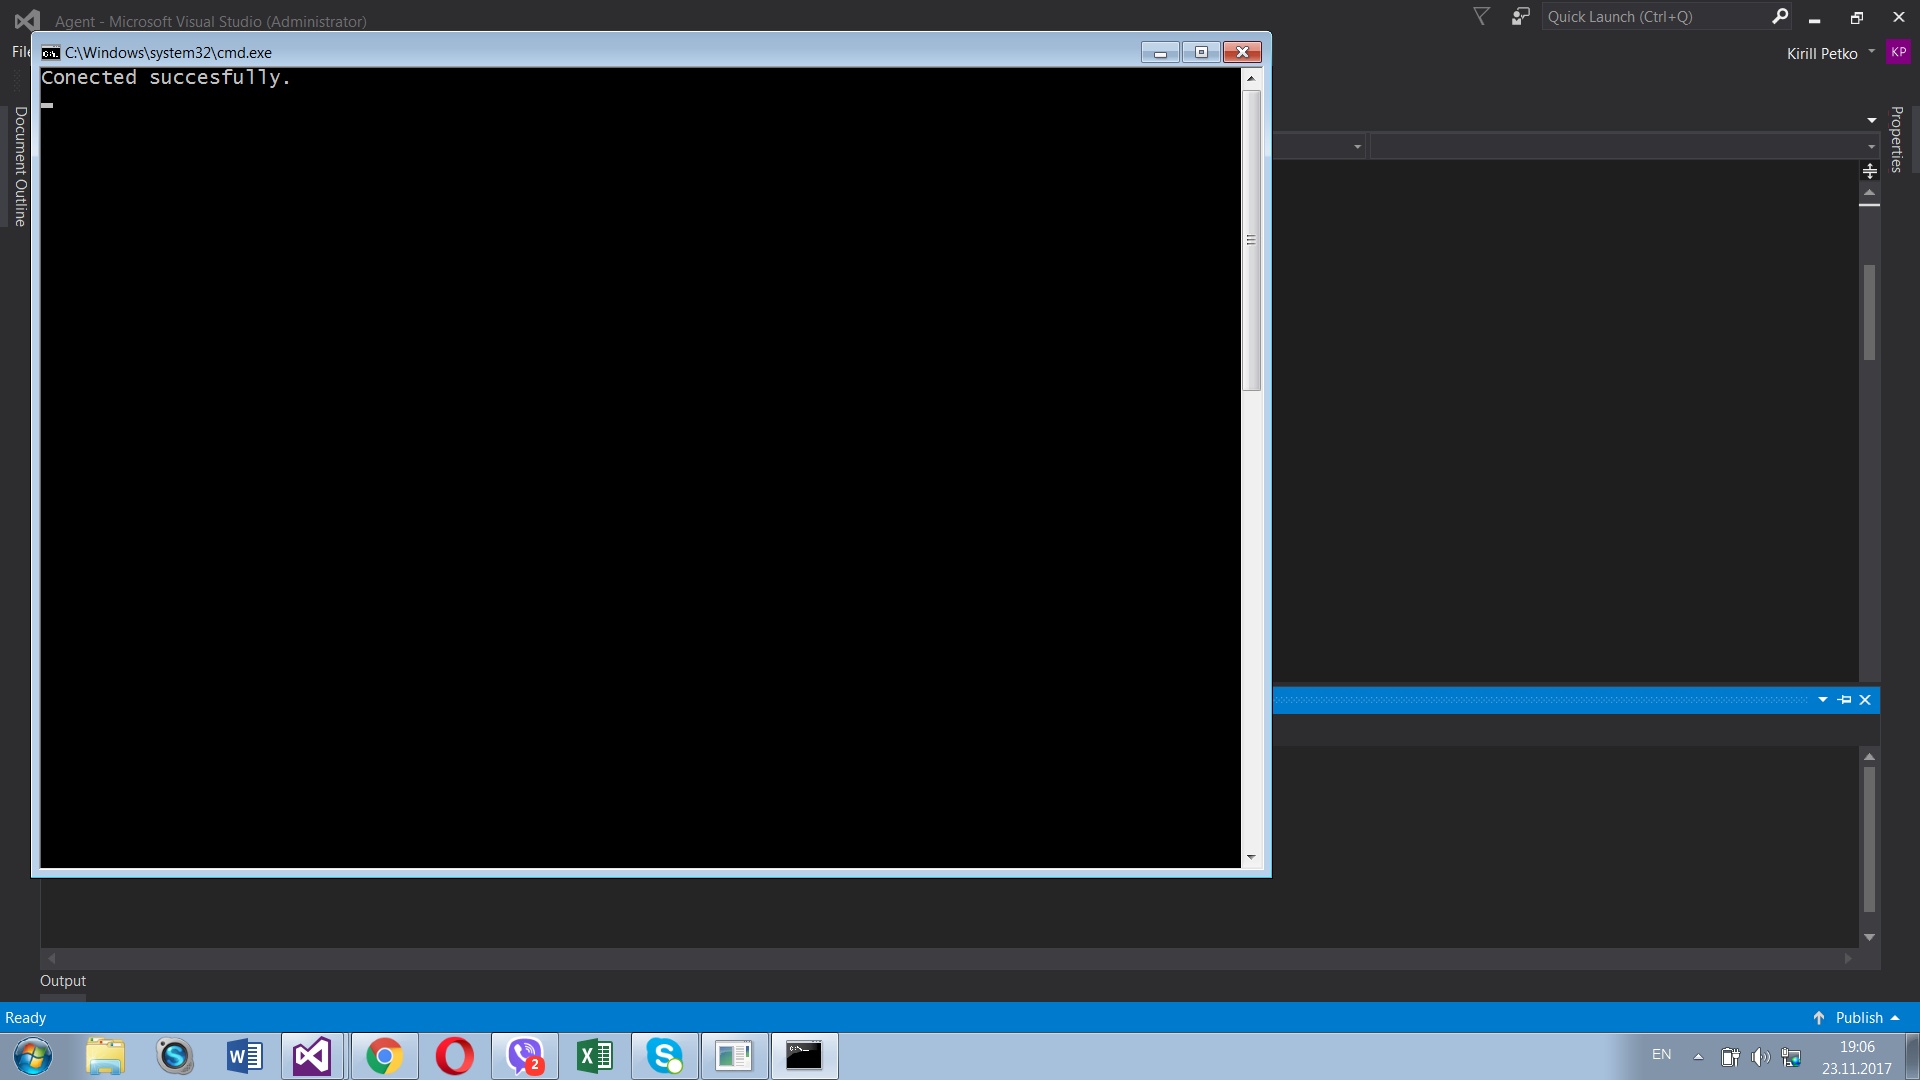 Agent - Microsoft Visual Studio (Administrator)
Quick Launch (Ctrl+Q)
File
C:\Windows\system32\cmd.exe
Kirill Petko
KP
Conected succesfully.
Document Outline
Properties
Output
Ready
Publish
2
EN
19:06
23.11.2017